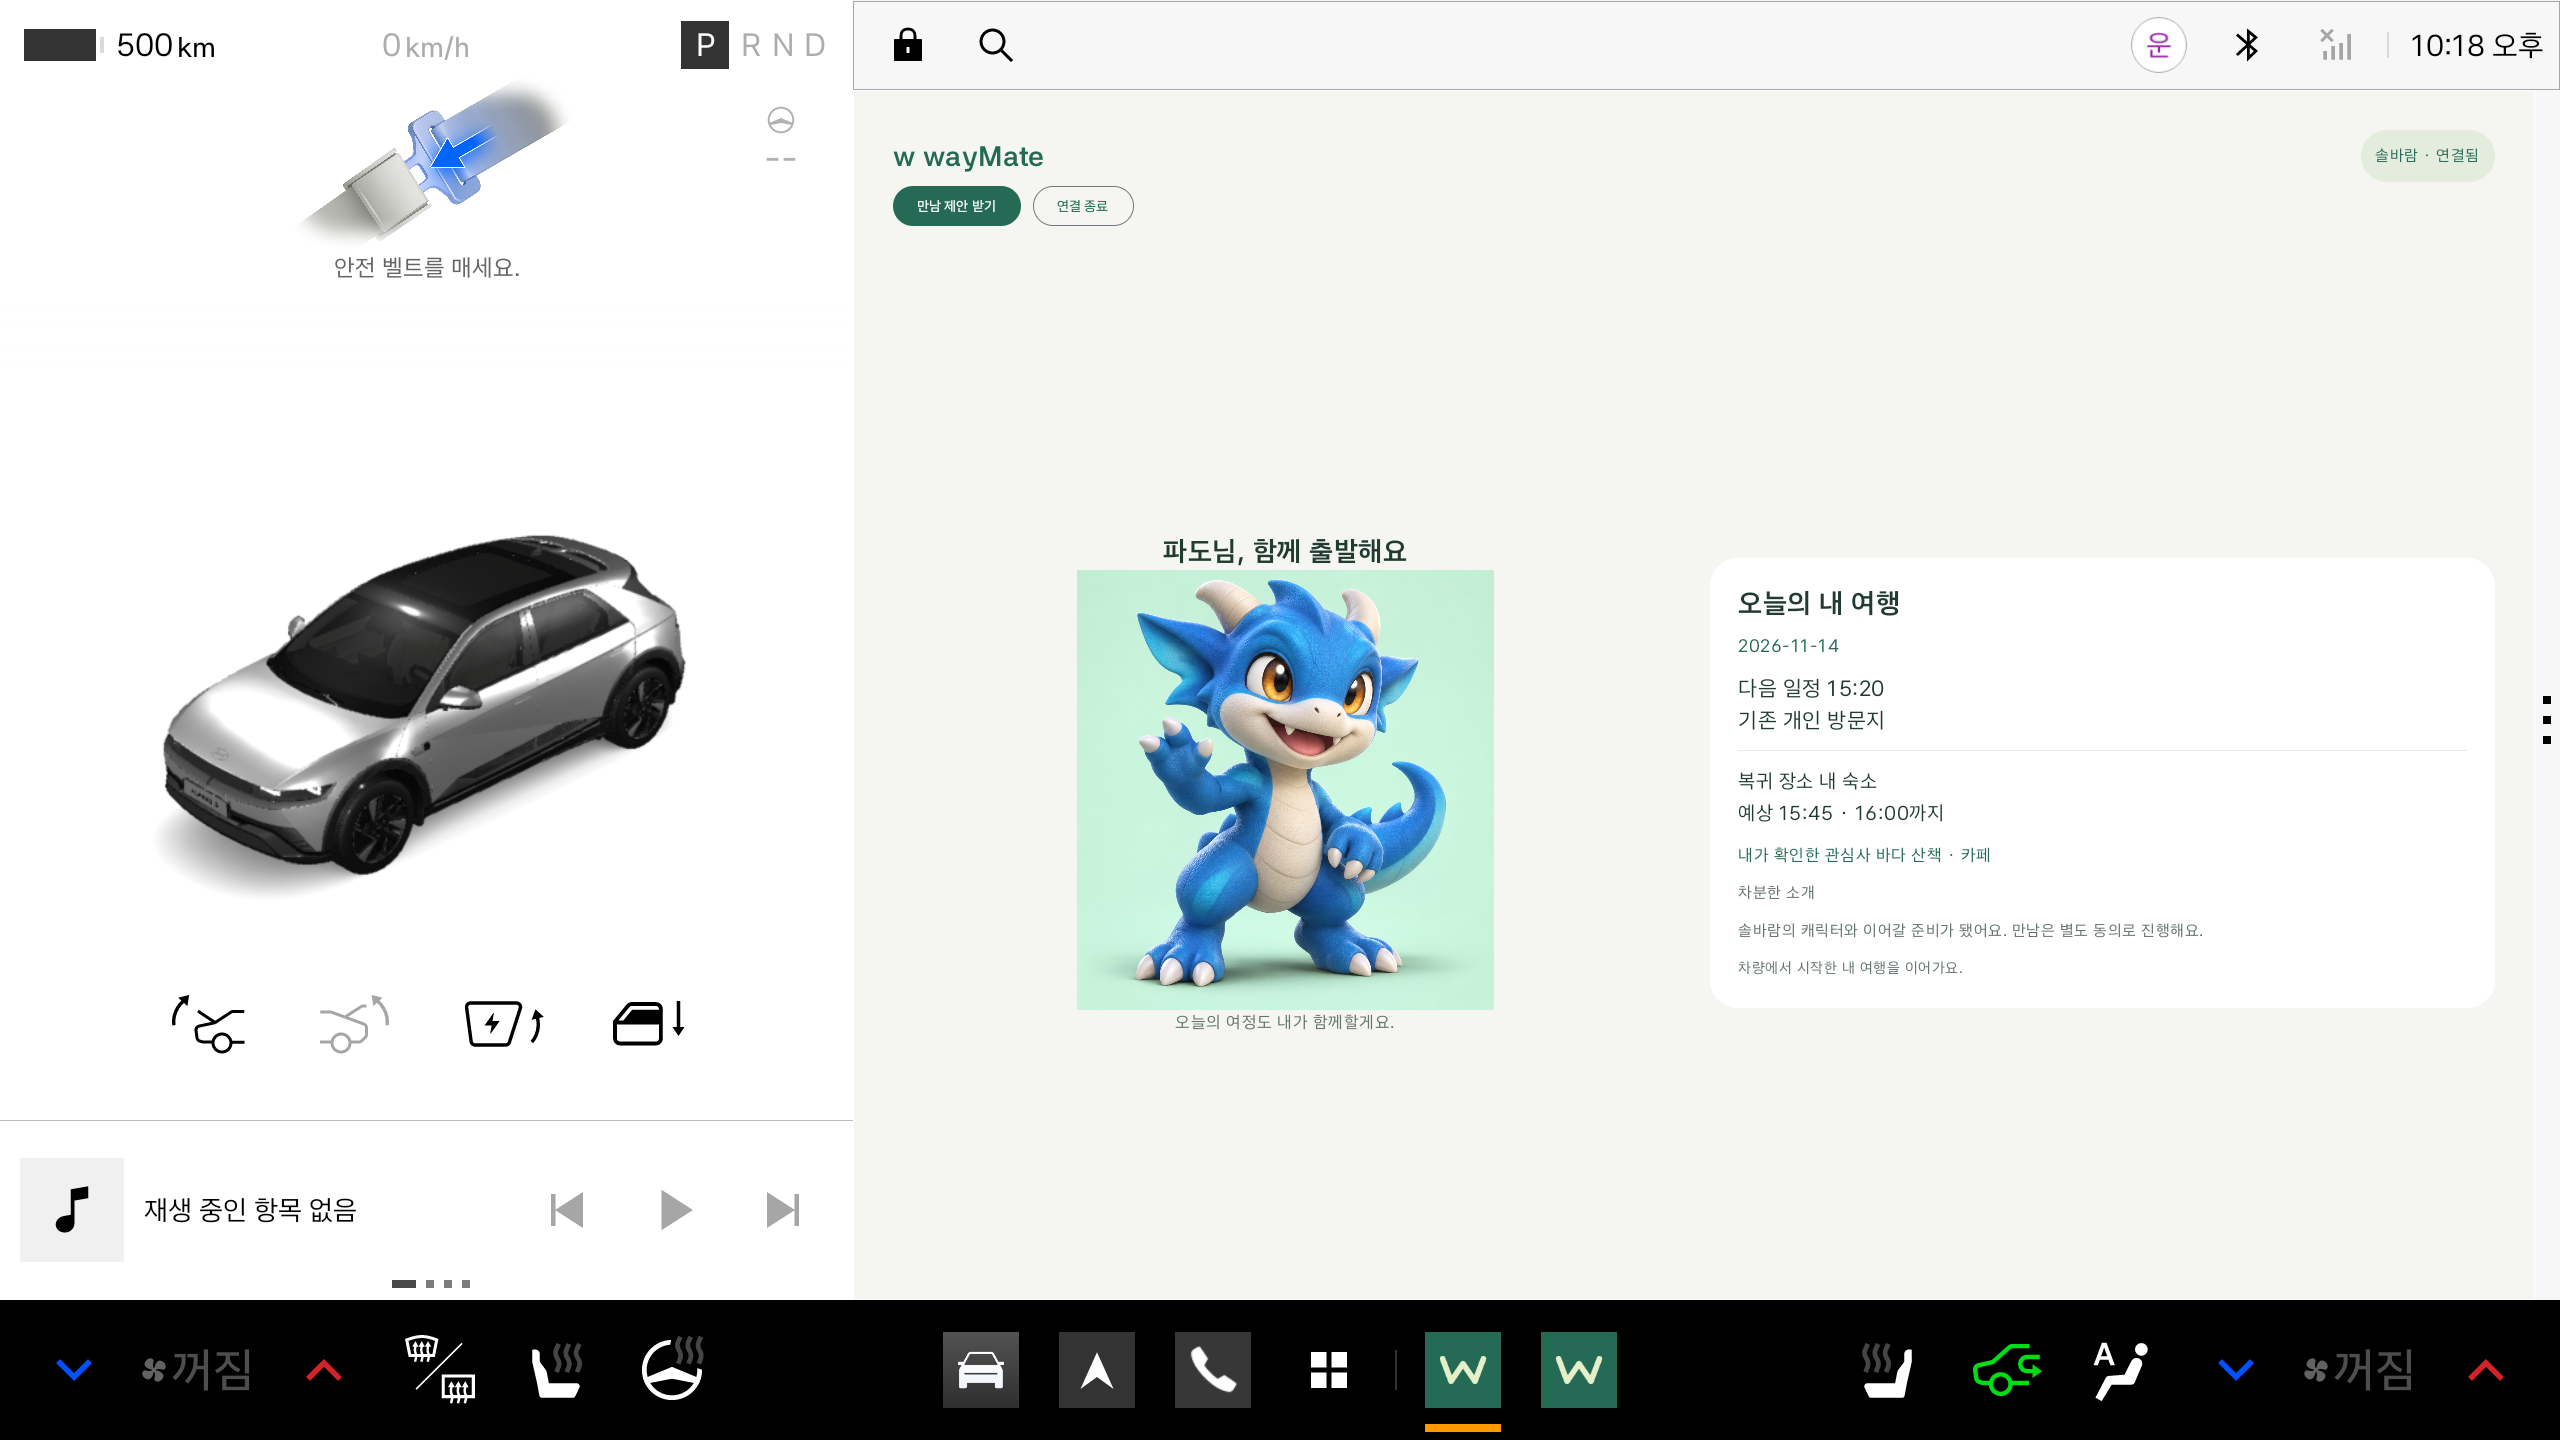 500 km
0 km/h
P R N D
운
10:18 오후
안전 벨트를 매세요.
w wayMate
솔바람 · 연결됨
만남 제안 받기
연결 종료
파도님, 함께 출발해요
오늘의 여정도 내가 함께할게요.
오늘의 내 여행
2026-11-14
다음 일정 15:20
기존 개인 방문지
복귀 장소 내 숙소
예상 15:45 · 16:00까지
내가 확인한 관심사 바다 산책 · 카페
차분한 소개
솔바람의 캐릭터와 이어갈 준비가 됐어요. 만남은 별도 동의로 진행해요.
차량에서 시작한 내 여행을 이어가요.
재생 중인 항목 없음
꺼짐
W
W
A
꺼짐